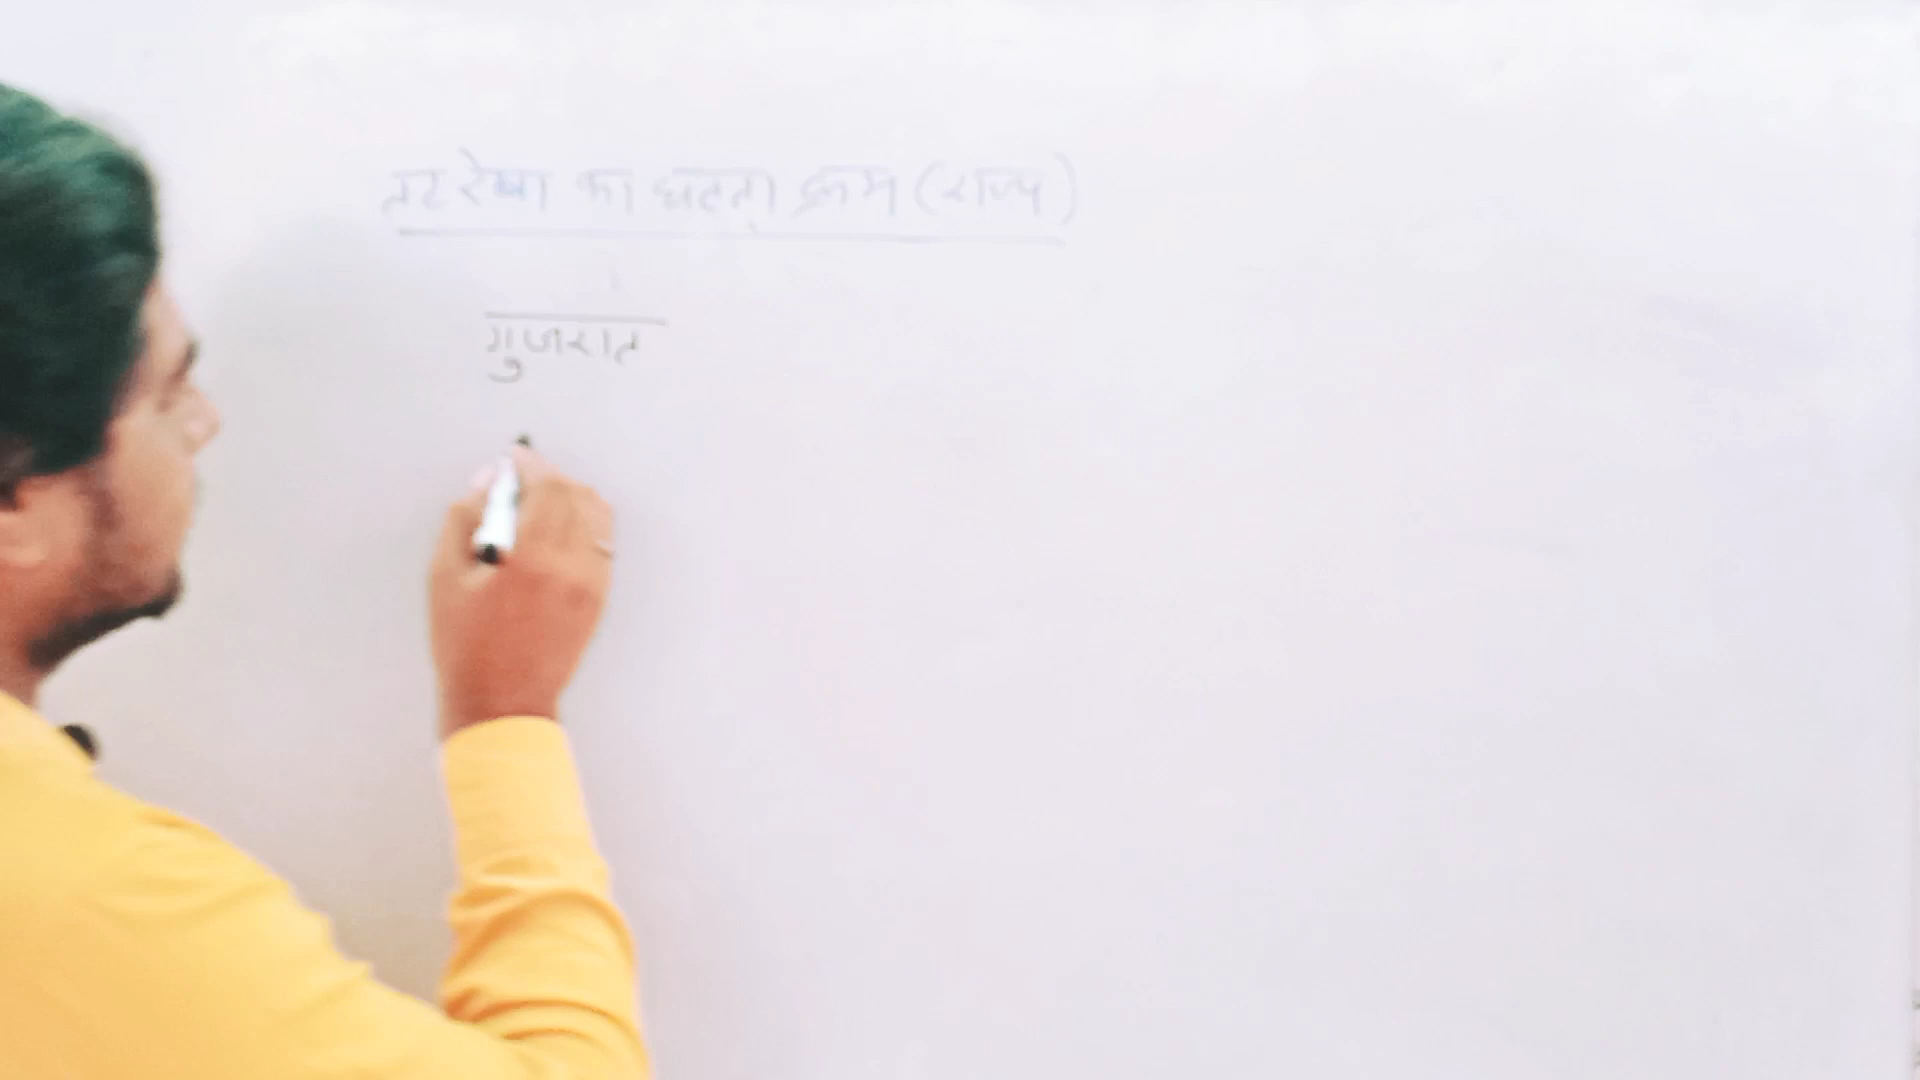 तट रेखा का घटता क्रम (राज्य)
गुजरात